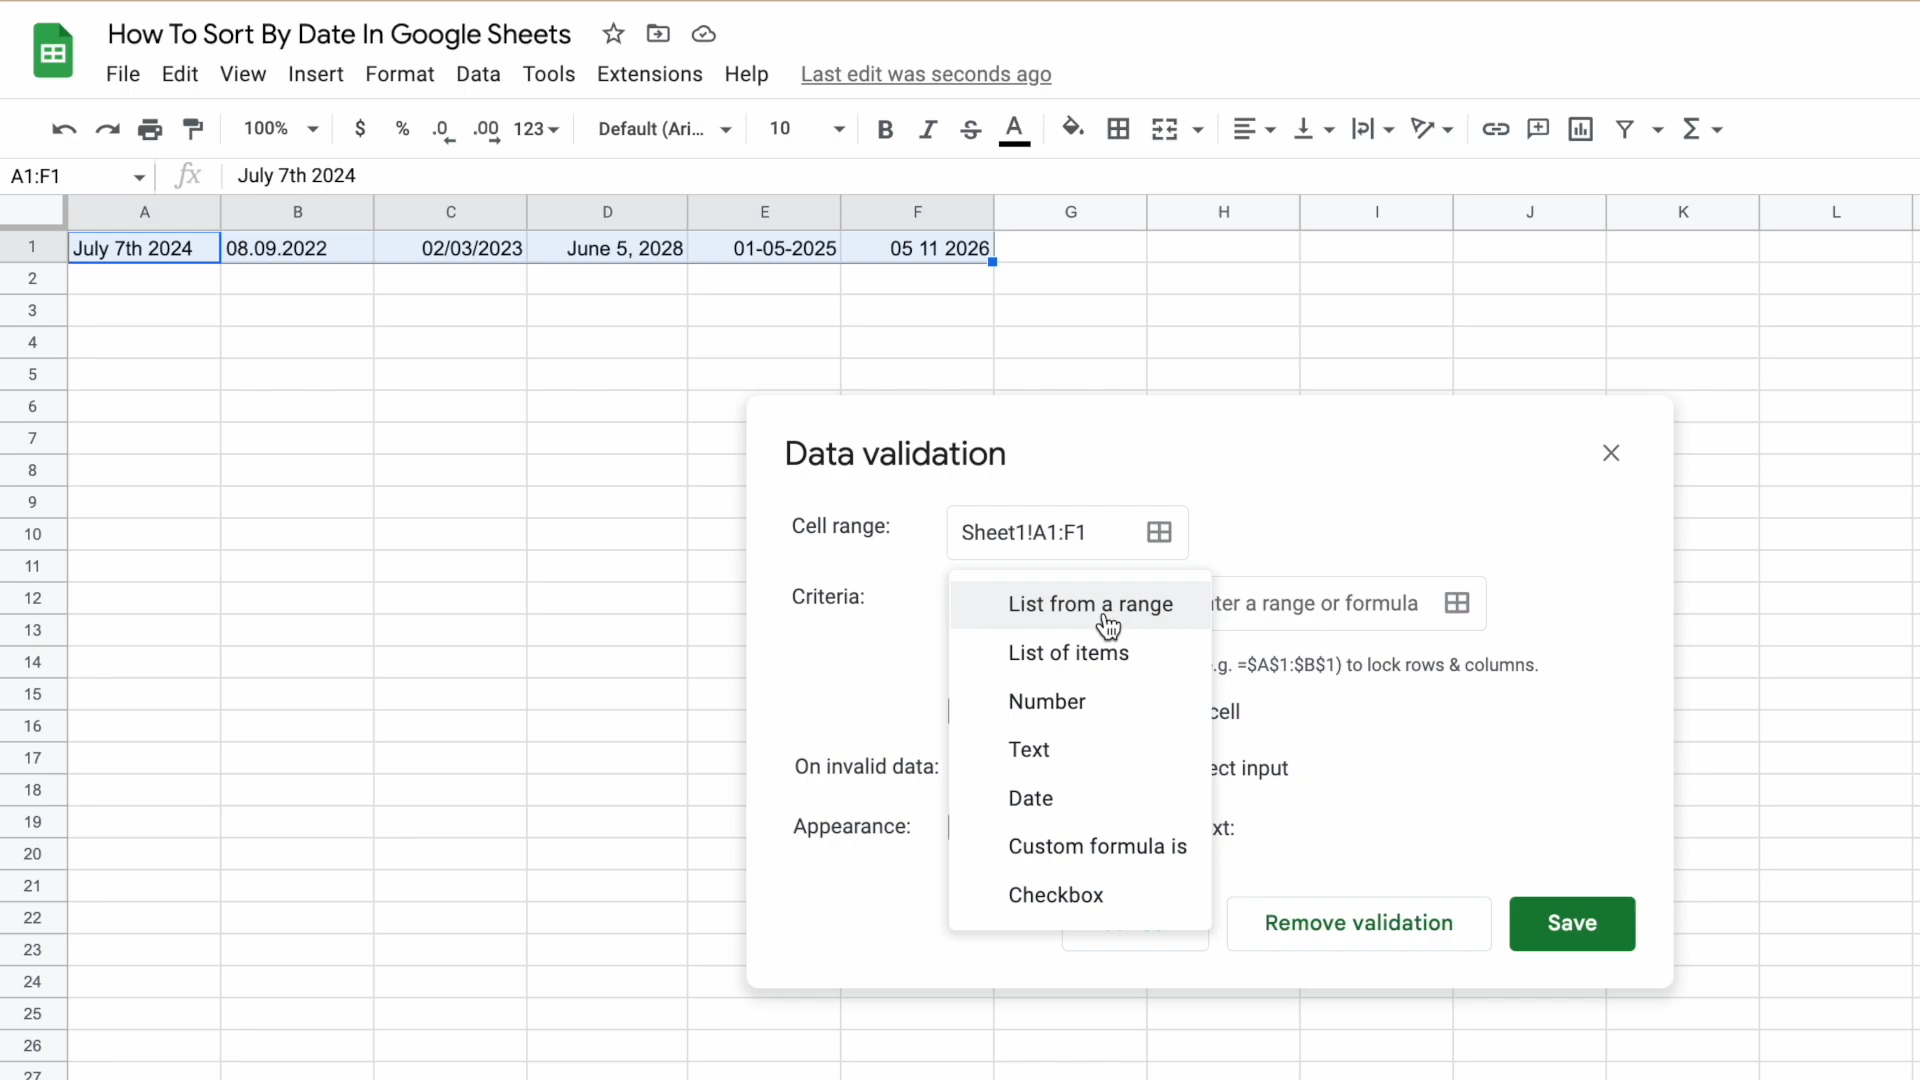 How To Sort By Date In Google Sheets
File Edit View Insert Format Data Tools Extensions Help Last edit was seconds ago
100% $ % .0 .00 123 Default (Ari... 10 B I S A Σ
A1:F1 fx July 7th 2024
A B C D E F G H I J K L
1 July 7th 2024 08.09.2022 02/03/2023 June 5, 2028 01-05-2025 05 11 2026
2
3
4
5
6
7
8
9
10
11
12
13
14
15
16
17
18
19
20
21
22
23
24
25
26
27
Data validation
Cell range: Sheet1!A1:F1
Criteria:
List from a range
List of items
Number
Text
Date
Custom formula is
Checkbox
ter a range or formula
.g. =$A$1:$B$1) to lock rows & columns.
cell
On invalid data: ect input
Appearance: xt:
Remove validation Save